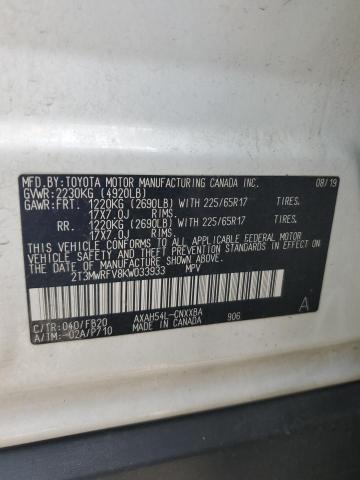 MFD.BY:TOYOTA MOTOR MANUFACTURING CANADA INC. 08/19
GVWR:2230KG (4920LB)
GAWR:FRT. 1220KG (2690LB) WITH 225/65R17 TIRES.
17X7.0J RIMS.
RR. 1220KG (2690LB) WITH 225/65R17 TIRES.
17X7.0J RIMS.
THIS VEHICLE CONFORMS TO ALL APPLICABLE FEDERAL MOTOR
VEHICLE SAFETY STANDARDS IN EFFECT ON THE DATE OF
MANUFACTURE SHOWN ABOVE.
2T3MWRFV8KW033933 MPV
C/TR:040/FB20 AXAH54L-CNXXBA
A/TM:-02A/P710 MADE IN CANADA 906
A